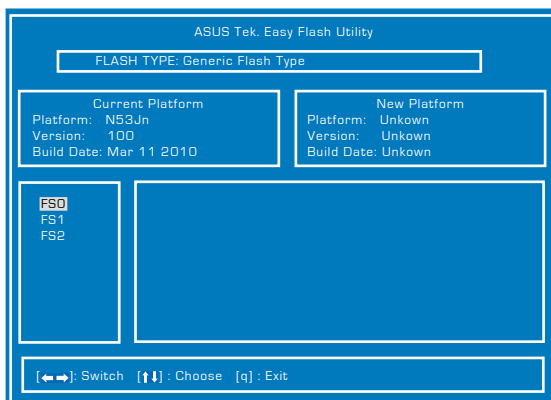 ASUS Tek. Easy Flash Utility
FLASH TYPE: Generic Flash Type
Current Platform
Platform: N53Jn
Version: 100
Build Date: Mar 11 2010
New Platform
Platform: Unkown
Version: Unkown
Build Date: Unkown
FS0
FS1
FS2
[←→]: Switch [↑↓] : Choose [q] : Exit